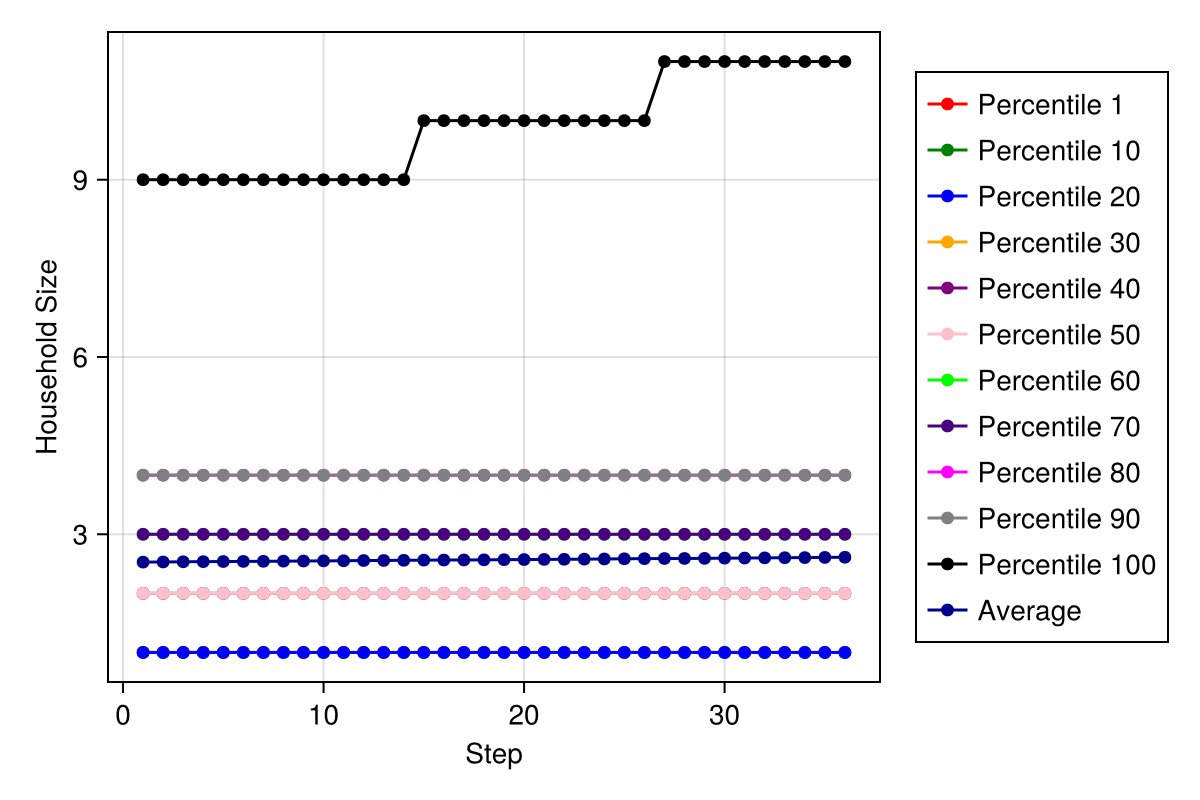 9
6
3
Household Size
0 10 20 30
Step
Percentile 1
Percentile 10
Percentile 20
Percentile 30
Percentile 40
Percentile 50
Percentile 60
Percentile 70
Percentile 80
Percentile 90
Percentile 100
Average